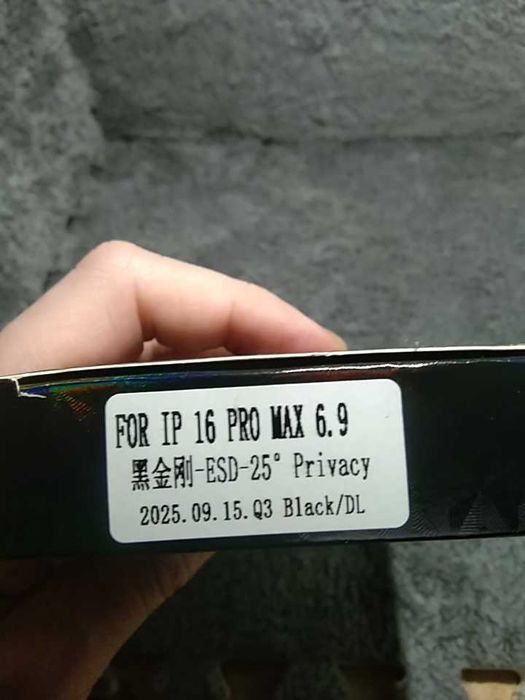 FOR IP 16 PRO MAX 6.9
黑金刚-ESD-25° Privacy
2025.09.15.Q3 Black/DL